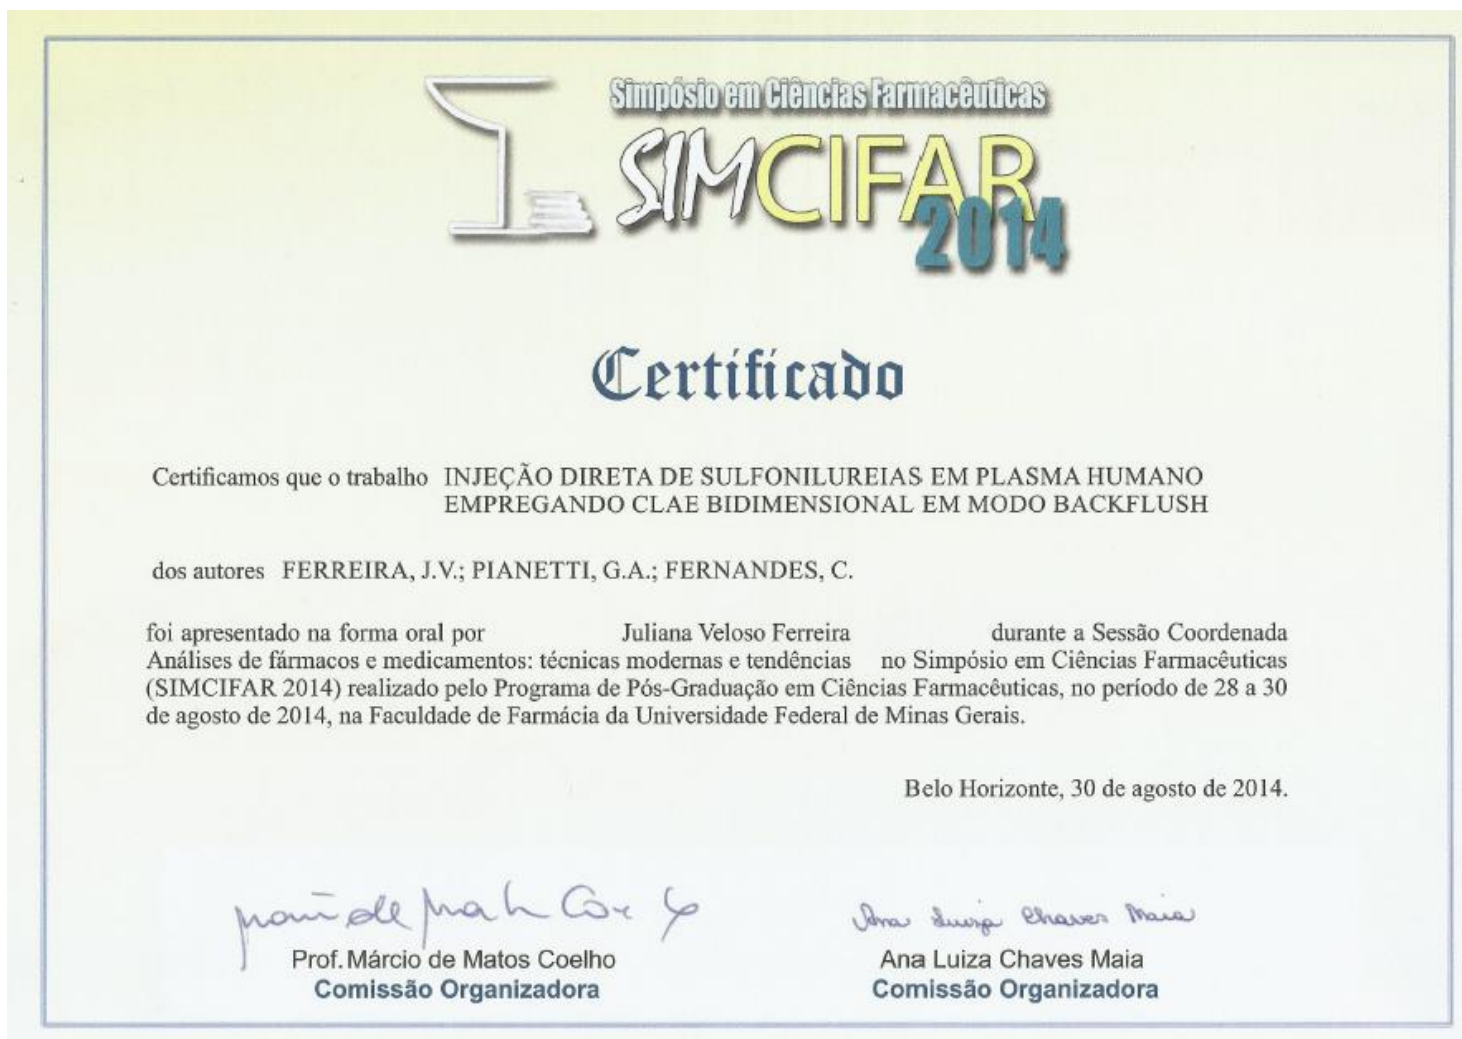 Simpósio em Ciências Farmacêuticas
SIMCIFAR
2014
Certificado
Certificamos que o trabalho INJEÇÃO DIRETA DE SULFONILUREIAS EM PLASMA HUMANO
EMPREGANDO CLAE BIDIMENSIONAL EM MODO BACKFLUSH
dos autores FERREIRA, J.V.; PIANETTI, G.A.; FERNANDES, C.
foi apresentado na forma oral por Juliana Veloso Ferreira durante a Sessão Coordenada
Análises de fármacos e medicamentos: técnicas modernas e tendências no Simpósio em Ciências Farmacêuticas
(SIMCIFAR 2014) realizado pelo Programa de Pós-Graduação em Ciências Farmacêuticas, no período de 28 a 30
de agosto de 2014, na Faculdade de Farmácia da Universidade Federal de Minas Gerais.
Belo Horizonte, 30 de agosto de 2014.
Ana Luiza Chaves Maia
Prof. Márcio de Matos Coelho
Comissão Organizadora
Ana Luiza Chaves Maia
Comissão Organizadora